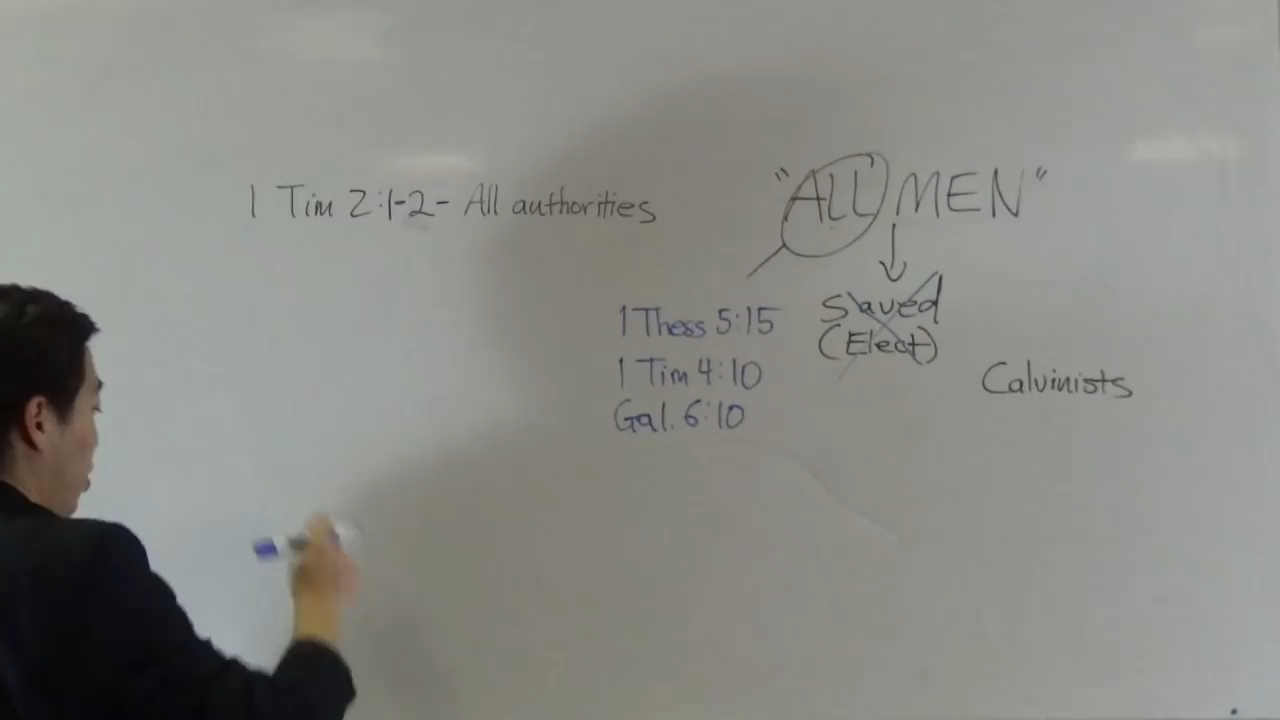 1 Tim 2:1-2- All authorities
"ALL MEN"
Saved
(Elect)
1 Thess 5:15
1 Tim 4:10
Gal. 6:10
Calvinists